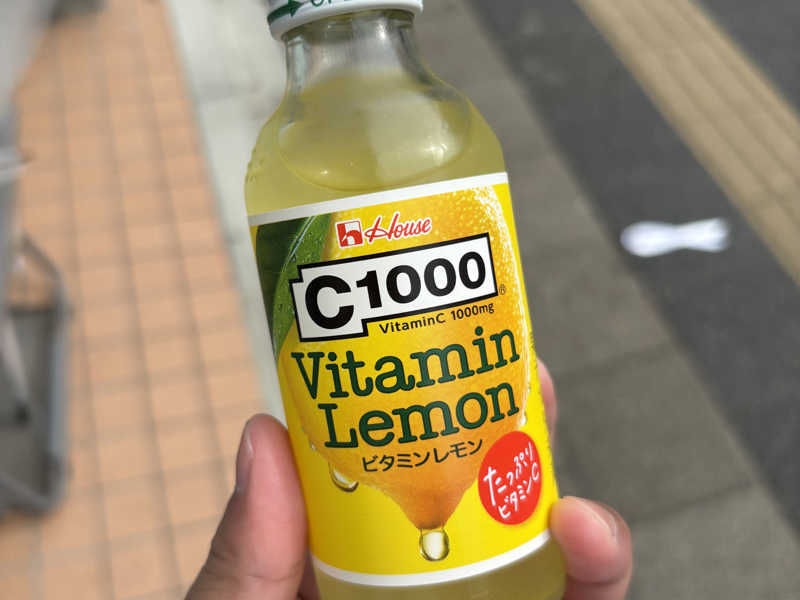 House
C1000
VitaminC 1000mg
Vitamin
Lemon
ビタミンレモン
たっぷり
ビタミンC